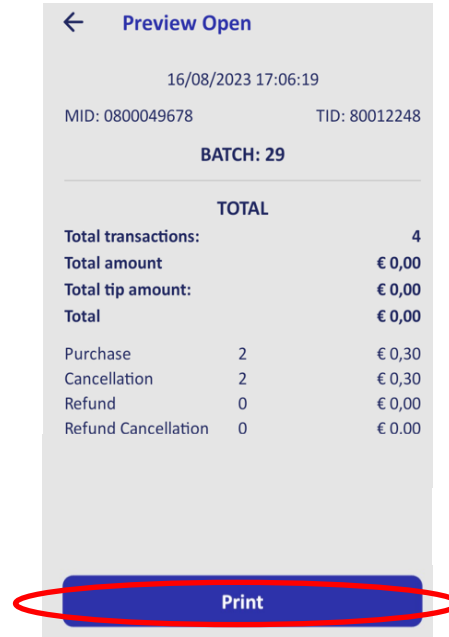 Preview Open
16/08/2023 17:06:19
MID: 0800049678 TID: 80012248
BATCH: 29
TOTAL
Total transactions: 4
Total amount € 0,00
Total tip amount: € 0,00
Total € 0,00
Purchase 2 € 0,30
Cancellation 2 € 0,30
Refund 0 € 0,00
Refund Cancellation 0 € 0.00
Print